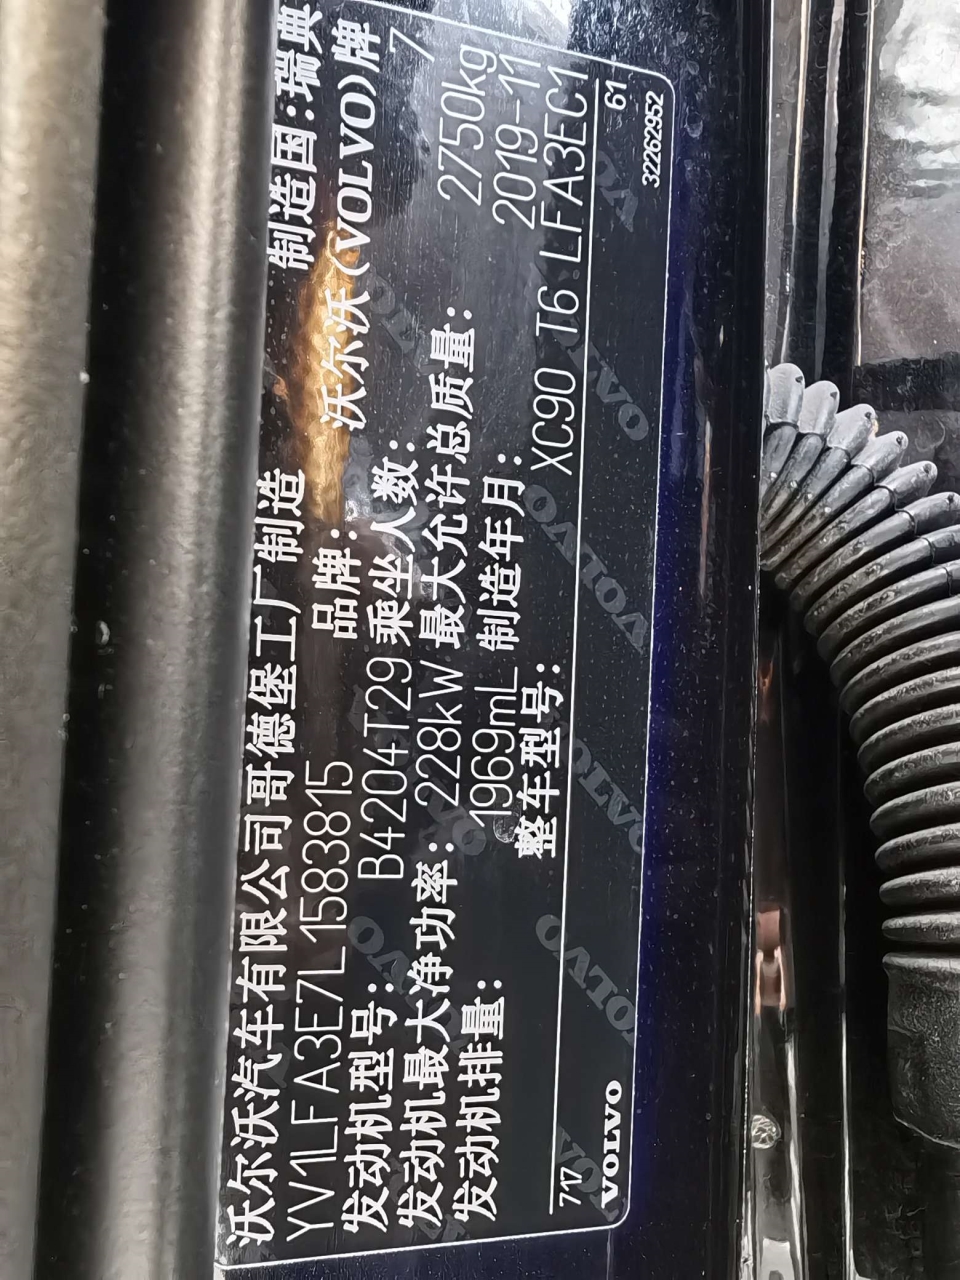 沃尔沃汽车有限公司哥德堡工厂制造 制造国:瑞典
YV1LFA3E7L1583815 品牌: 沃尔沃(VOLVO)牌
发动机型号: B4204T29 乘坐人数: 7
发动机最大净功率: 228kW 最大允许总质量: 2750kg
发动机排量: 1969mL 制造年月: 2019-11
整车型号: XC90 T6 LFA3EC1
717 61
VOLVO 32262952